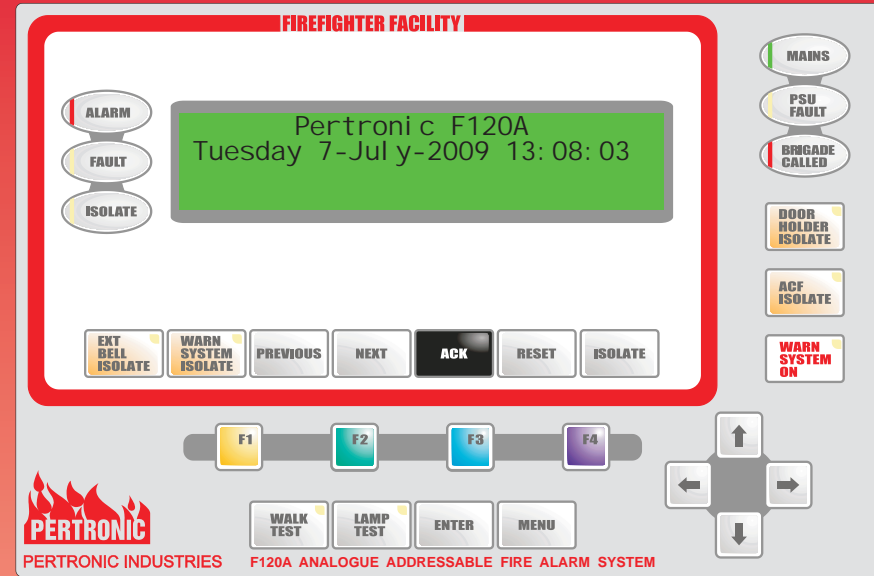 FIREFIGHTER FACILITY
MAINS
PSU
FAULT
BRIGADE
CALLED
ALARM
FAULT
ISOLATE
Pertronic F120A
Tuesday 7-July-2009 13:08:03
DOOR
HOLDER
ISOLATE
ACF
ISOLATE
WARN
SYSTEM
ON
EXT
BELL
ISOLATE
WARN
SYSTEM
ISOLATE
PREVIOUS
NEXT
ACK
RESET
ISOLATE
F1
F2
F3
F4
WALK
TEST
LAMP
TEST
ENTER
MENU
PERTRONIC
PERTRONIC INDUSTRIES
F120A ANALOGUE ADDRESSABLE FIRE ALARM SYSTEM